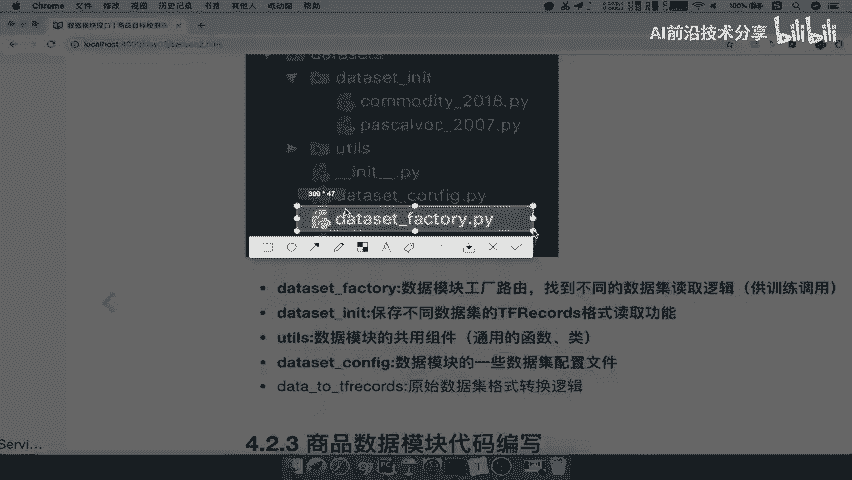 Chrome 文件 修改 视图 历史记录 书签 其他人 帮助
AI前沿技术分享 bilibili
dataset_init
commodity_2018.py
pascalvoc_2007.py
utils
__init__.py
dataset_config.py
dataset_factory.py
dataset_factory:数据模块工厂路由，找到不同的数据集读取逻辑（供训练调用）
dataset_init:保存不同数据集的TFRecords格式读取功能
utils:数据模块的共用组件（通用的函数、类）
dataset_config:数据模块的一些数据集配置文件
data_to_tfrecords:原始数据集格式转换逻辑
Servi...
4.2.3 商品数据模块代码编写